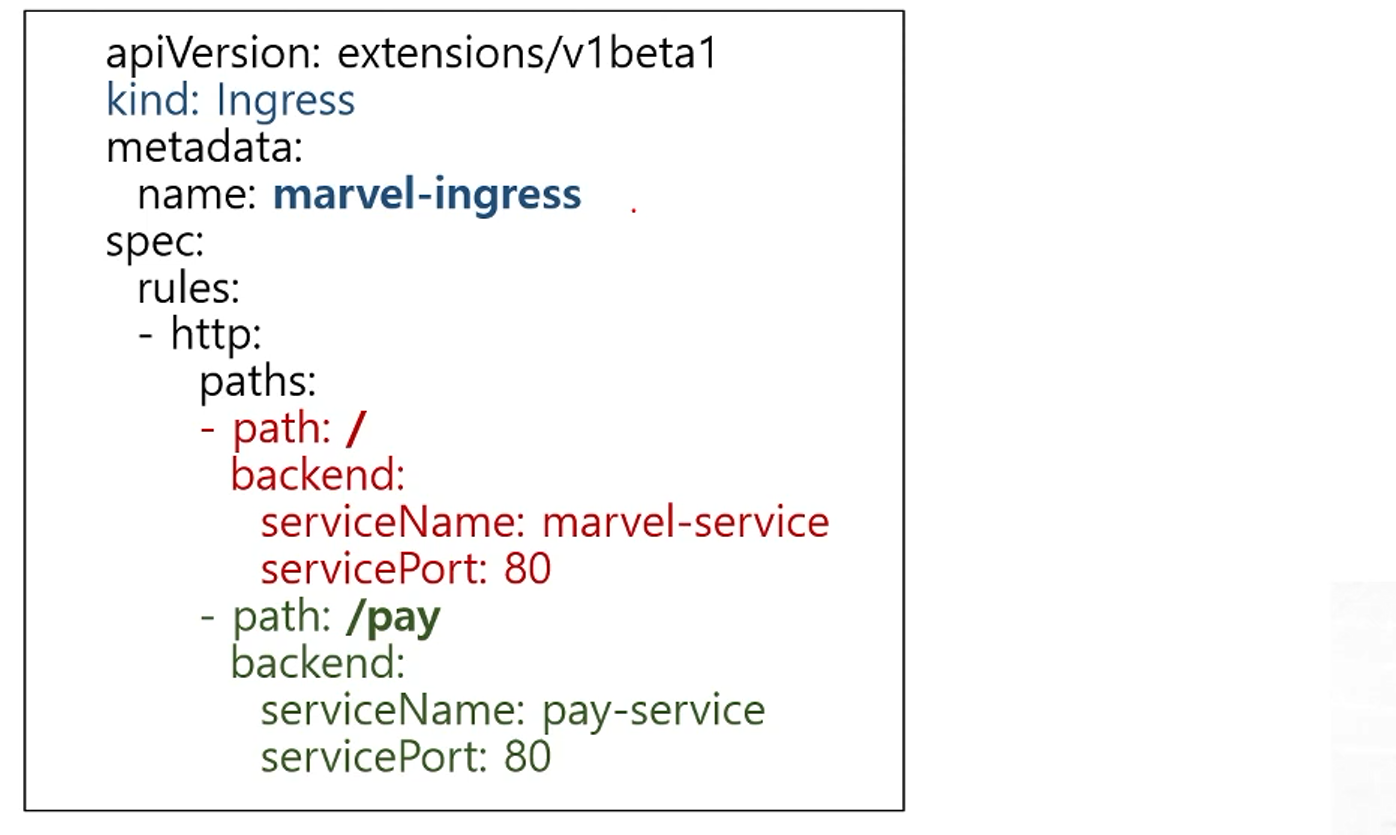 apiVersion: extensions/v1beta1
kind: Ingress
metadata:
  name: marvel-ingress
spec:
  rules:
  - http:
      paths:
      - path: /
        backend:
          serviceName: marvel-service
          servicePort: 80
      - path: /pay
        backend:
          serviceName: pay-service
          servicePort: 80